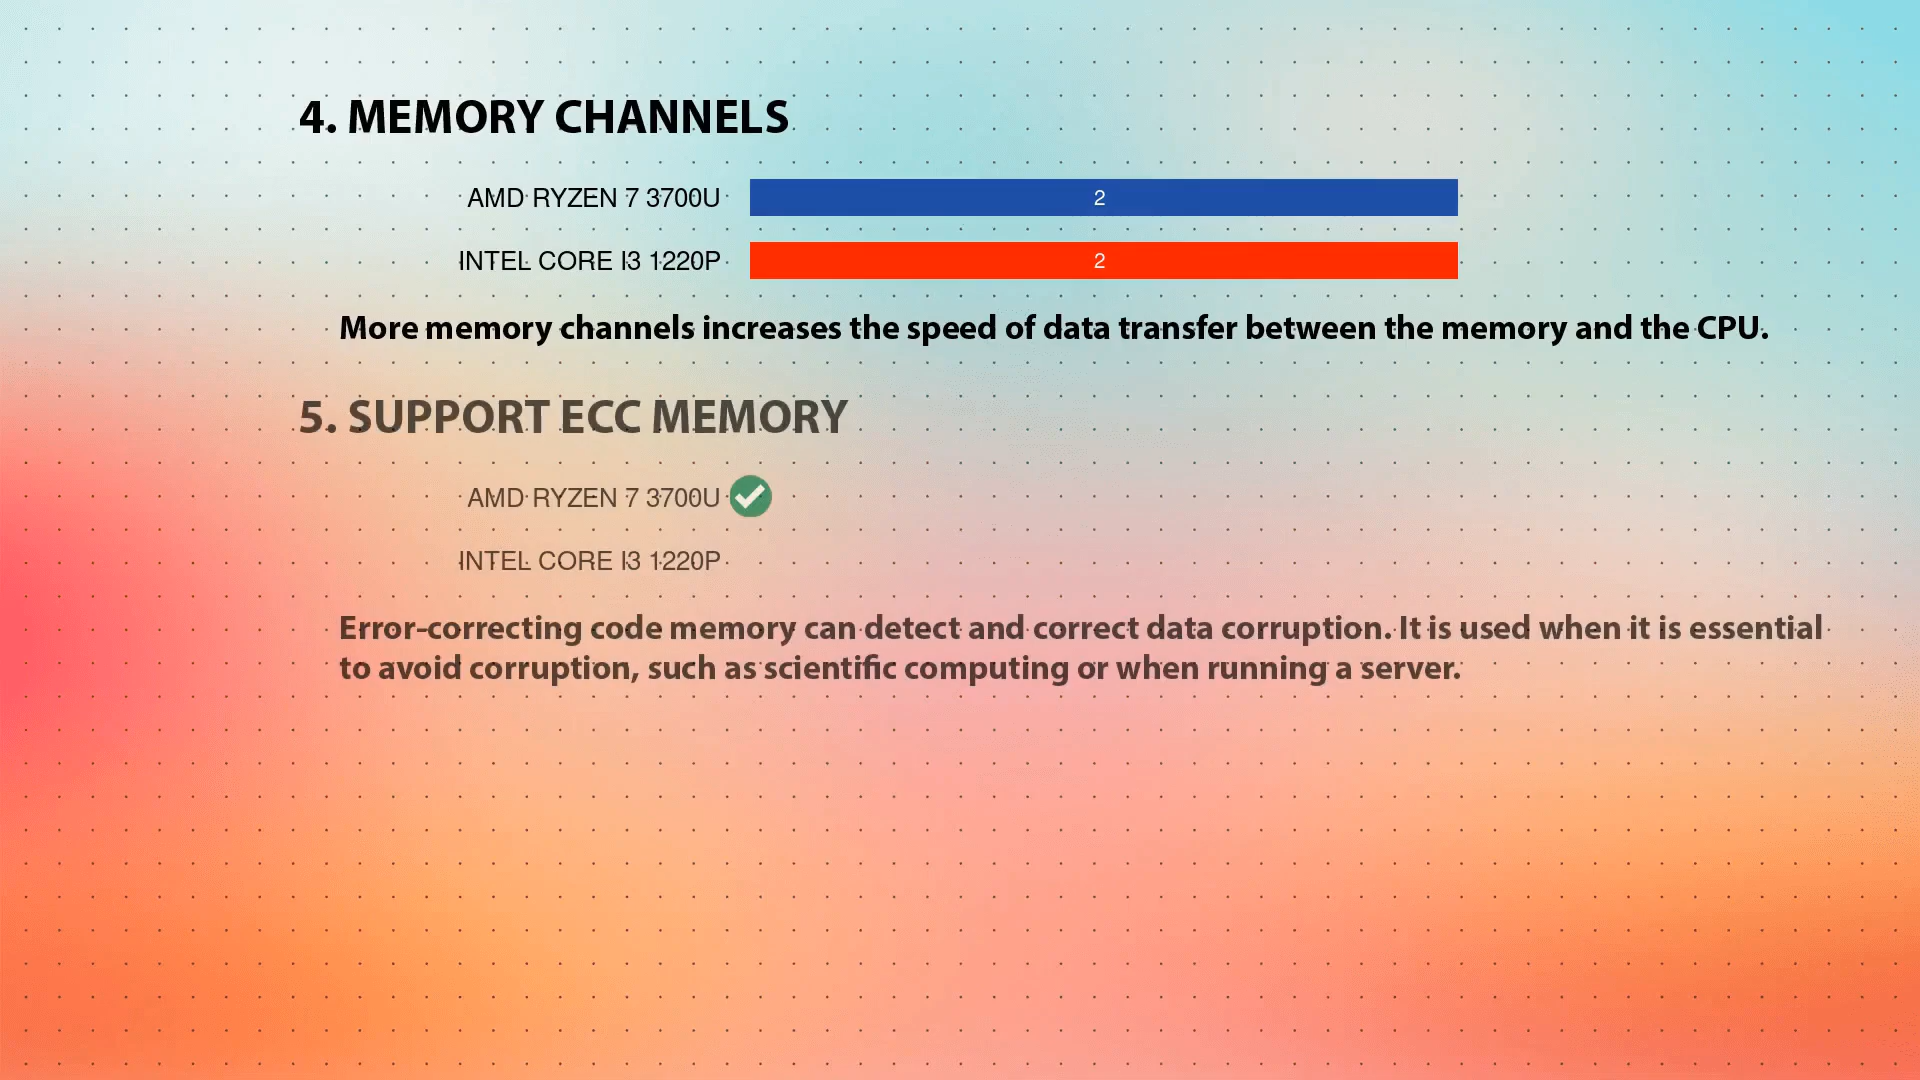 4. MEMORY CHANNELS
AMD RYZEN 7 3700U 2
INTEL CORE I3 1220P 2
More memory channels increases the speed of data transfer between the memory and the CPU.
5. SUPPORT ECC MEMORY
AMD RYZEN 7 3700U
INTEL CORE I3 1220P
Error-correcting code memory can detect and correct data corruption. It is used when it is essential
to avoid corruption, such as scientific computing or when running a server.